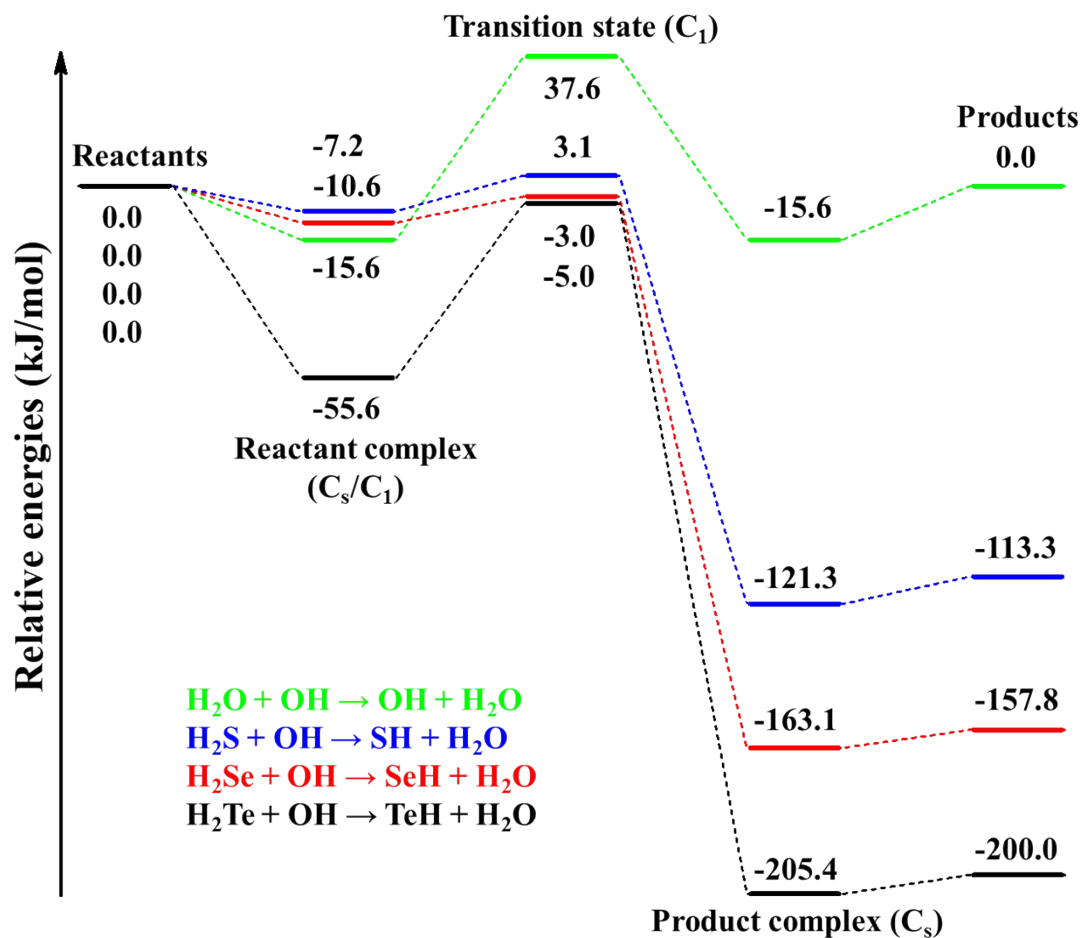 Transition state (C₁)
37.6
Products
0.0
-7.2
3.1
Reactants
-10.6
0.0
-15.6
-3.0
0.0
-15.6
-5.0
0.0
0.0
-55.6
Reactant complex
(Cₛ/C₁)
Relative energies (kJ/mol)
-113.3
-121.3
H₂O + OH → OH + H₂O
-157.8
-163.1
H₂S + OH → SH + H₂O
H₂Se + OH → SeH + H₂O
H₂Te + OH → TeH + H₂O
-200.0
-205.4
Product complex (Cₛ)